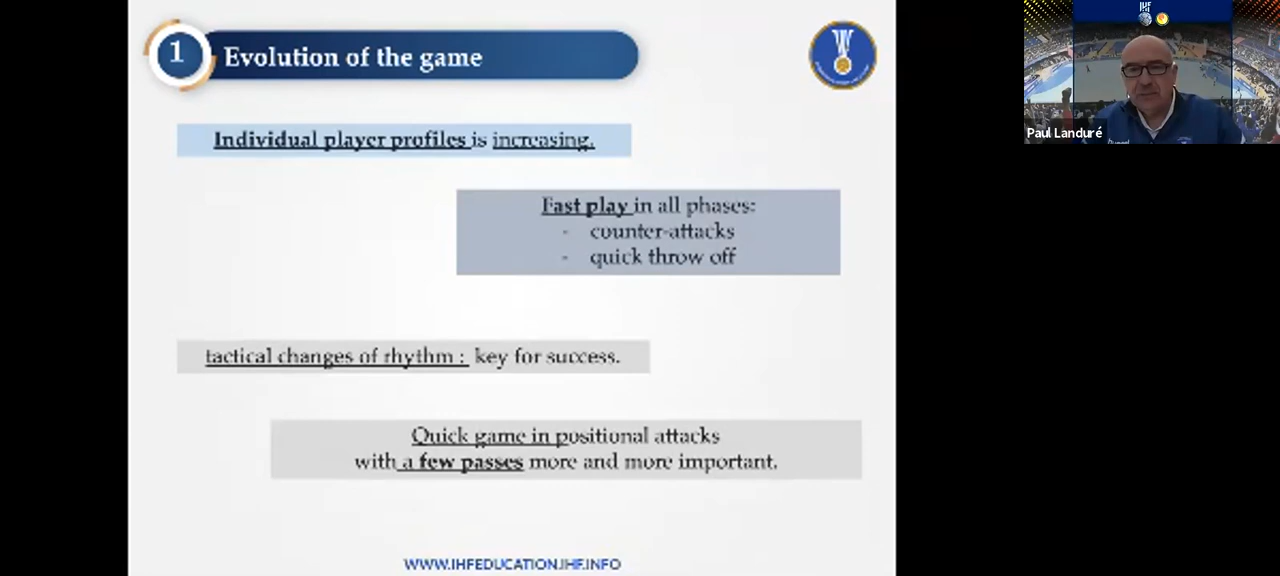 1
Evolution of the game
Individual player profiles is increasing.
Fast play in all phases:
- counter-attacks
- quick throw off
tactical changes of rhythm : key for success.
Quick game in positional attacks
with a few passes more and more important.
WWW.IHFEDUCATION.IHF.INFO
IHF
Paul Landuré